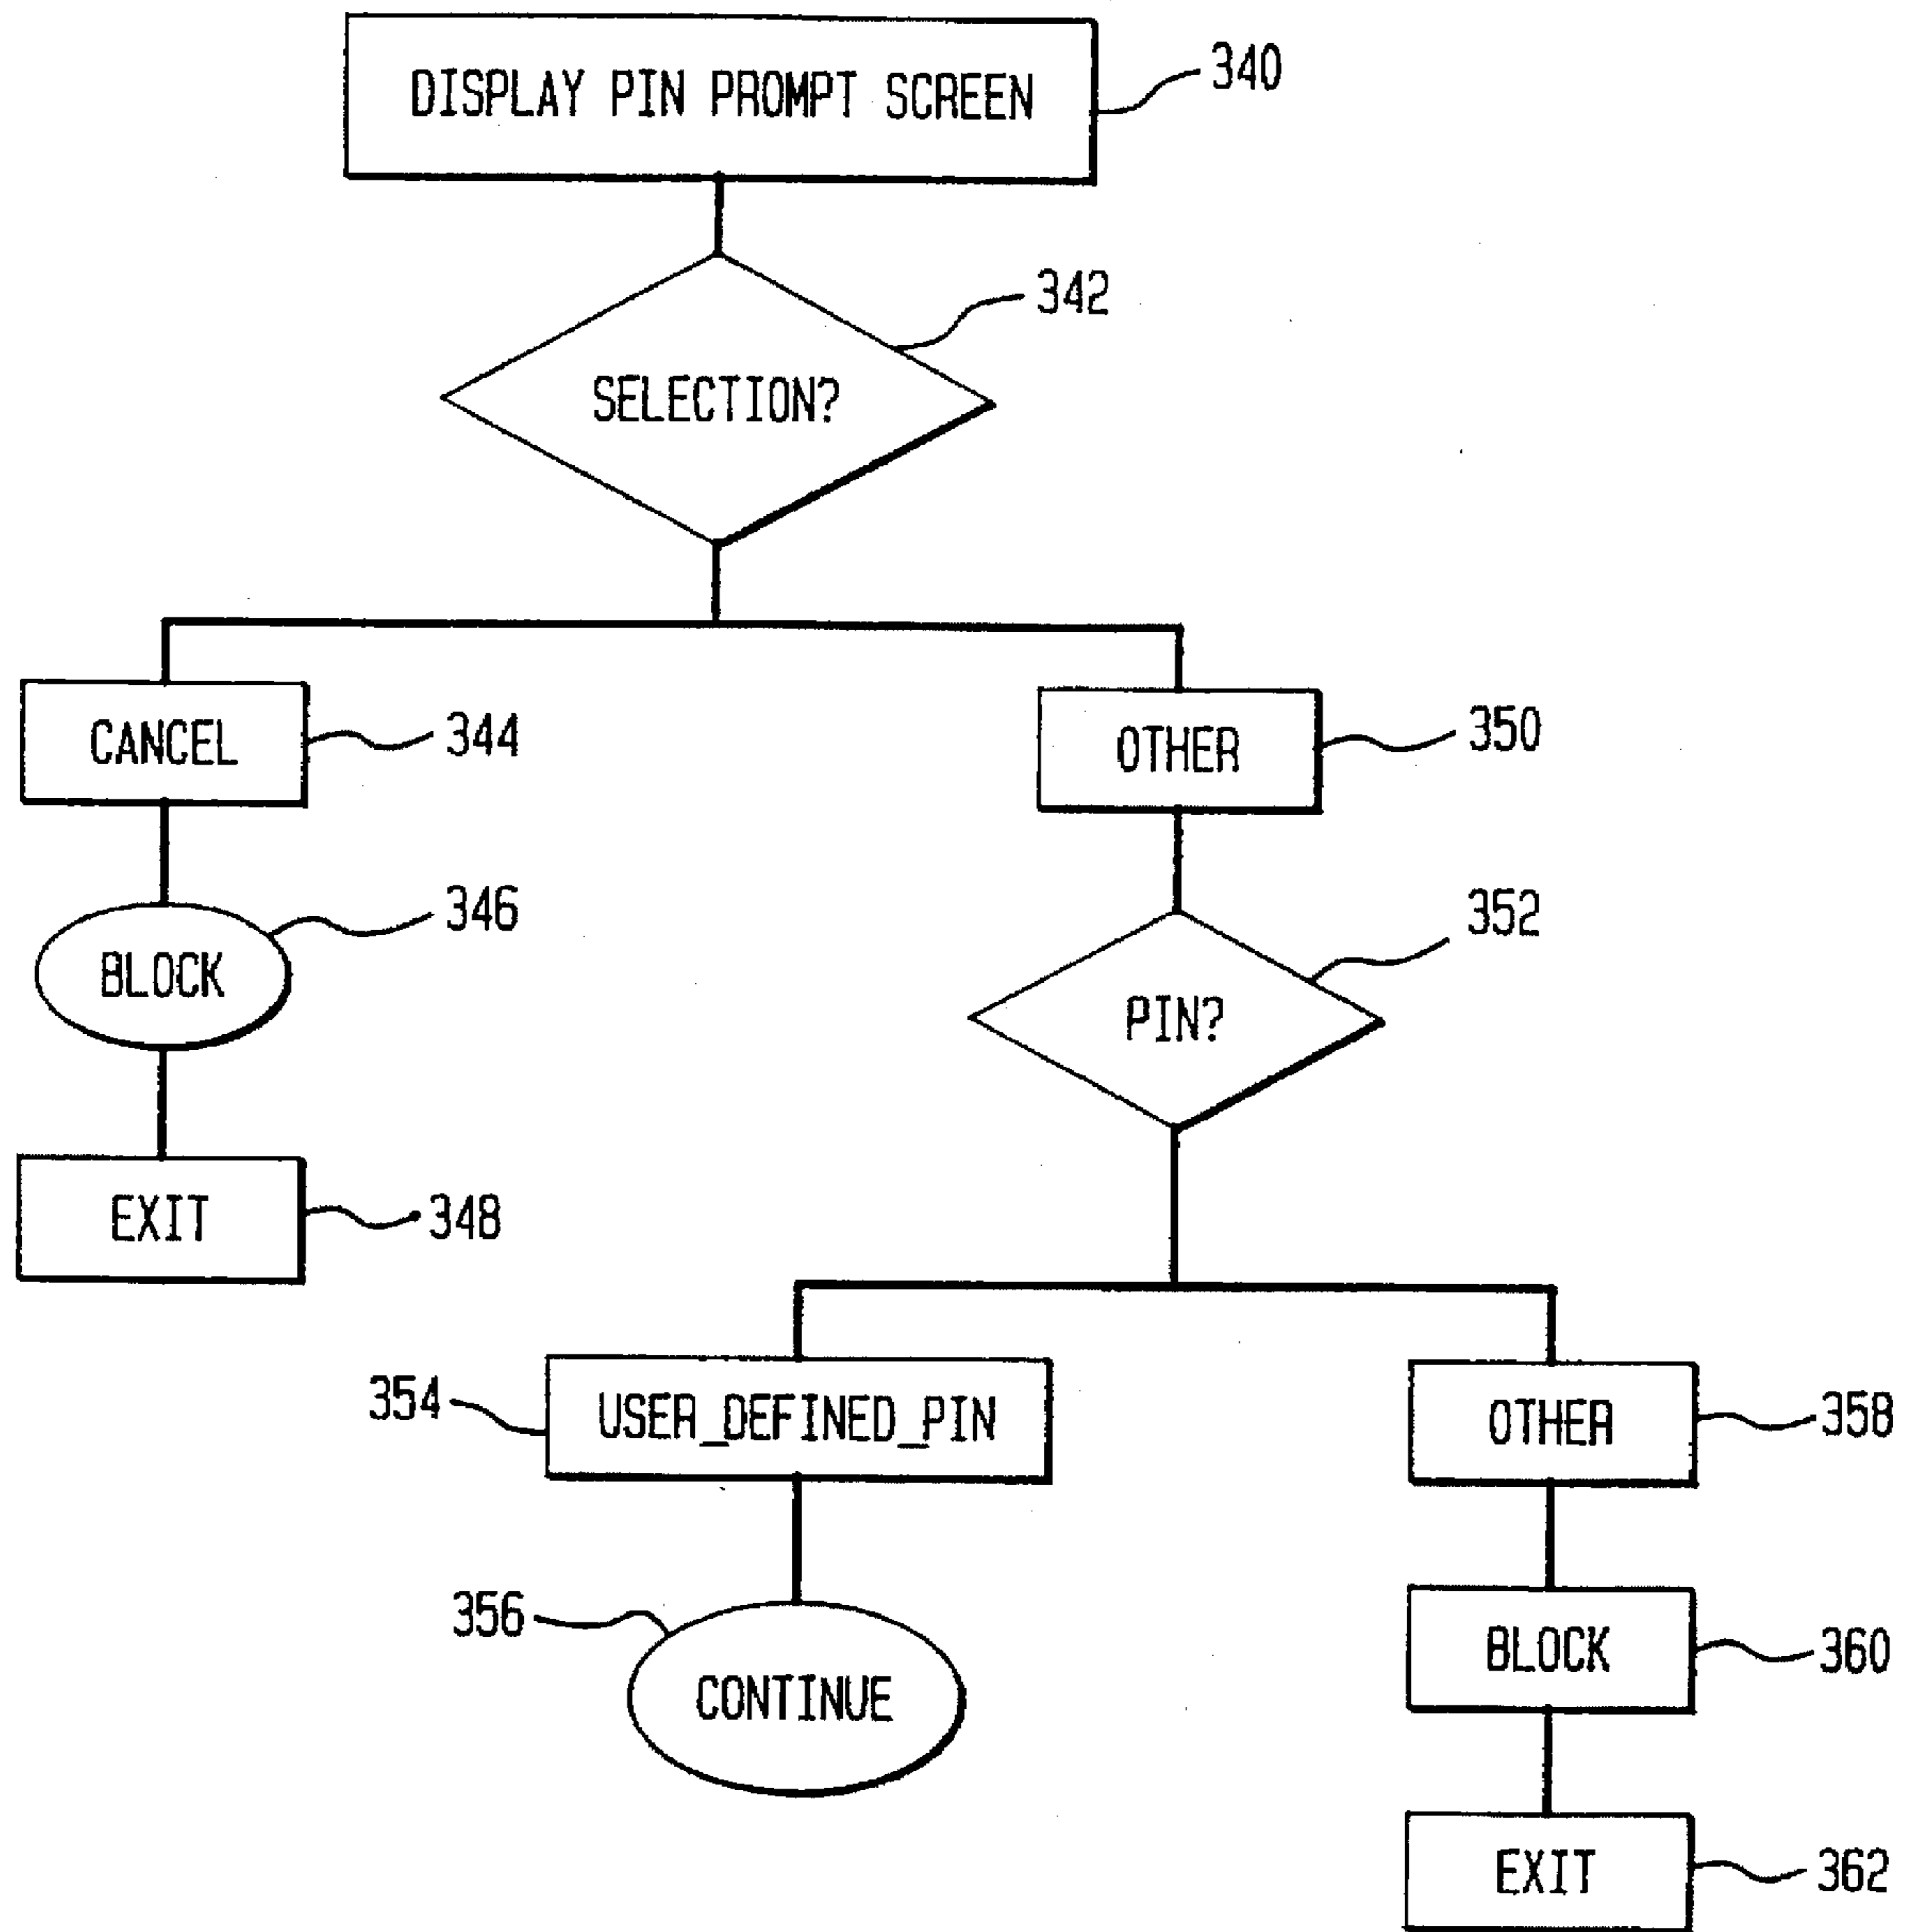 DISPLAY PIN PROMPT SCREEN
340
SELECTION?
342
CANCEL
344
OTHER
350
BLOCK
346
PIN?
352
EXIT
348
354
USER_DEFINED_PIN
OTHER
358
356
CONTINUE
BLOCK
360
EXIT
362